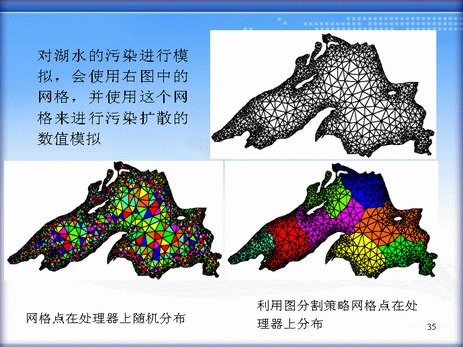 对湖水的污染进行模
拟，会使用右图中的
网格，并使用这个网
格来进行污染扩散的
数值模拟
网格点在处理器上随机分布
利用图分割策略网格点在处
理器上分布
35